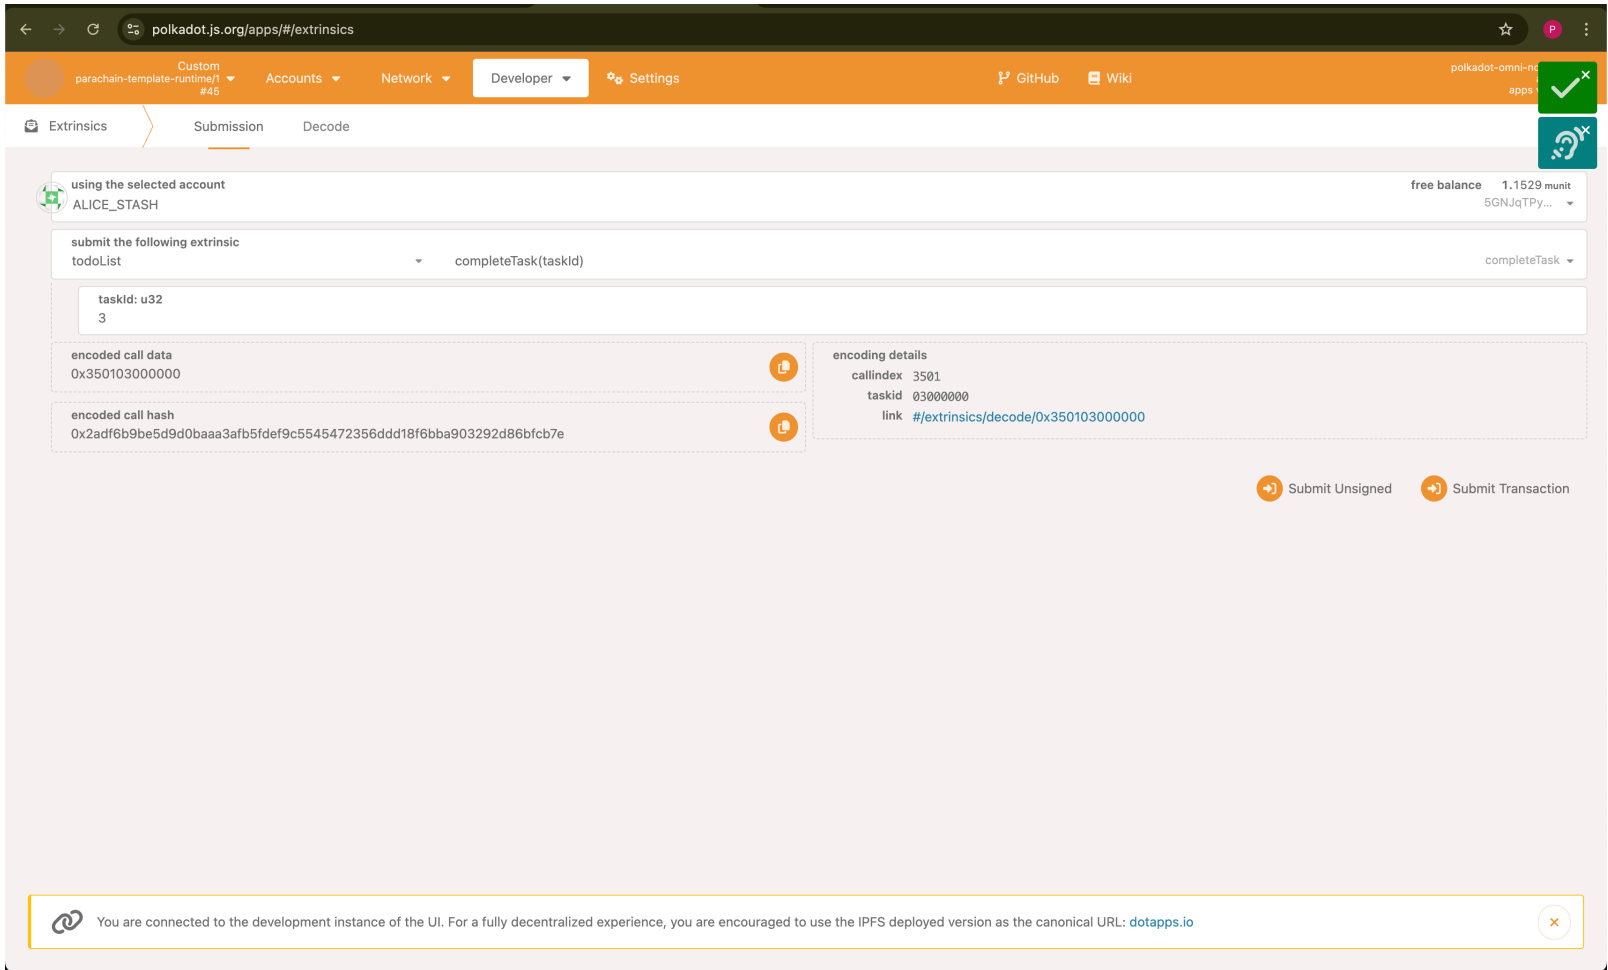 polkadot.js.org/apps/#/extrinsics
P
Custom
parachain-template-runtime/1
#45
Accounts
Network
Developer
Settings
GitHub
Wiki
polkadot-omni-no
apps
Extrinsics
Submission
Decode
using the selected account
ALICE_STASH
free balance 1.1529 munit
5GNJqTPy...
submit the following extrinsic
todoList
completeTask(taskId)
completeTask
taskId: u32
3
encoded call data
0x350103000000
encoded call hash
0x2adf6b9be5d9d0baaa3afb5fdef9c5545472356ddd18f6bba903292d86bfcb7e
encoding details
callindex 3501
taskid 03000000
link #/extrinsics/decode/0x350103000000
Submit Unsigned
Submit Transaction
You are connected to the development instance of the UI. For a fully decentralized experience, you are encouraged to use the IPFS deployed version as the canonical URL: dotapps.io